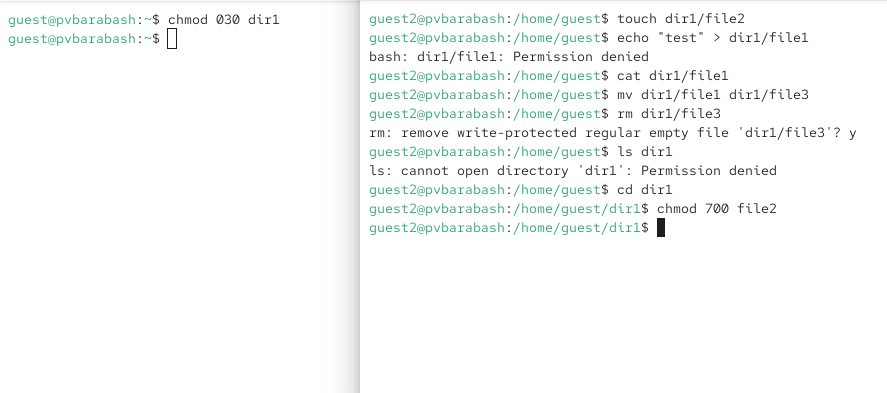 guest@pvbarabash:~$ chmod 030 dir1
guest@pvbarabash:~$
guest2@pvbarabash:/home/guest$ touch dir1/file2
guest2@pvbarabash:/home/guest$ echo "test" > dir1/file1
bash: dir1/file1: Permission denied
guest2@pvbarabash:/home/guest$ cat dir1/file1
guest2@pvbarabash:/home/guest$ mv dir1/file1 dir1/file3
guest2@pvbarabash:/home/guest$ rm dir1/file3
rm: remove write-protected regular empty file 'dir1/file3'? y
guest2@pvbarabash:/home/guest$ ls dir1
ls: cannot open directory 'dir1': Permission denied
guest2@pvbarabash:/home/guest$ cd dir1
guest2@pvbarabash:/home/guest/dir1$ chmod 700 file2
guest2@pvbarabash:/home/guest/dir1$